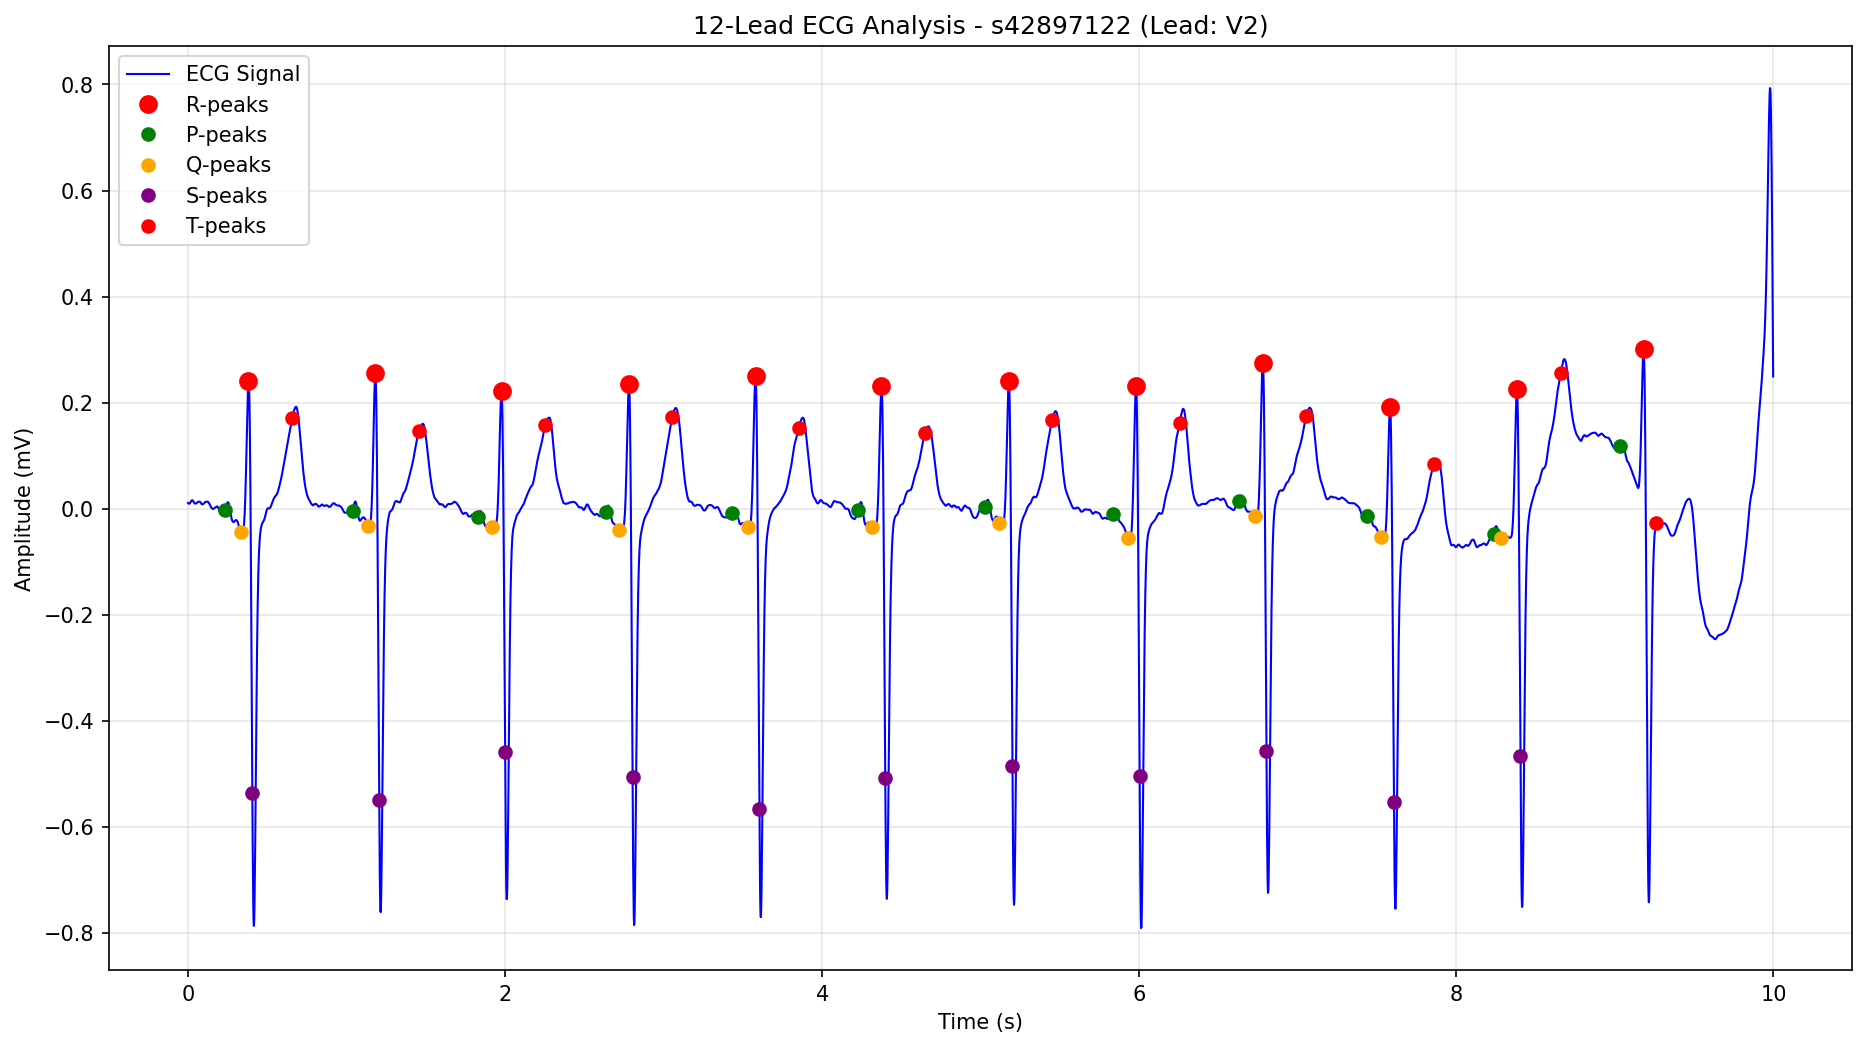 12-Lead ECG Analysis - s42897122 (Lead: V2)
ECG Signal
R-peaks
P-peaks
Q-peaks
S-peaks
T-peaks
0.8
0.6
0.4
0.2
0.0
−0.2
−0.4
−0.6
−0.8
Amplitude (mV)
0 2 4 6 8 10
Time (s)